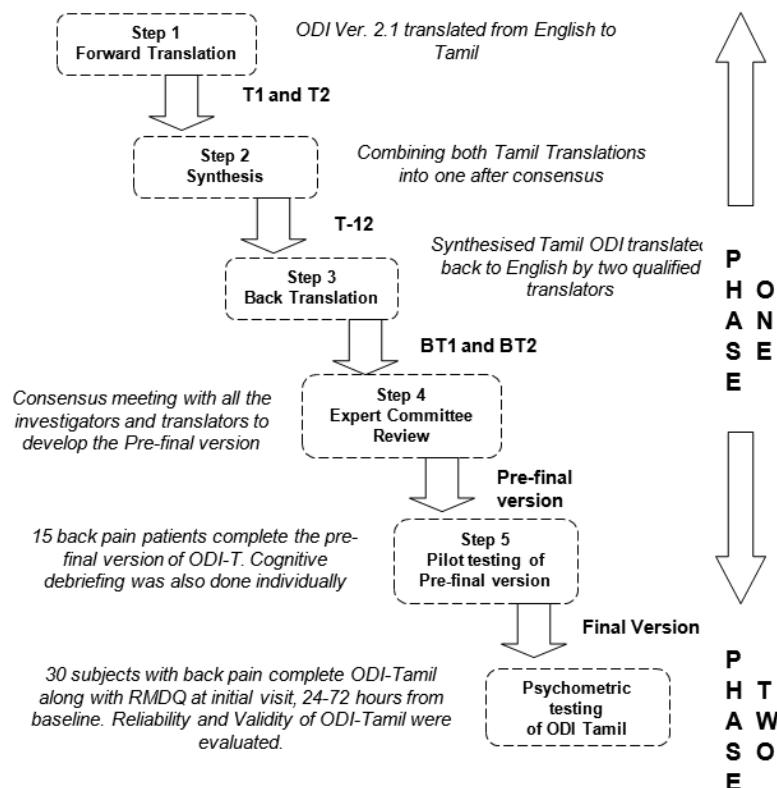 Step 1
Forward Translation
ODI Ver. 2.1 translated from English to
Tamil
T1 and T2
Step 2
Synthesis
Combining both Tamil Translations
into one after consensus
T-12
Step 3
Back Translation
Synthesised Tamil ODI translated
back to English by two qualified
translators
BT1 and BT2
Step 4
Expert Committee
Review
Consensus meeting with all the
investigators and translators to
develop the Pre-final version
Pre-final
version
Step 5
Pilot testing of
Pre-final version
15 back pain patients complete the pre-
final version of ODI-T. Cognitive
debriefing was also done individually
Final Version
Psychometric
testing
of ODI Tamil
30 subjects with back pain complete ODI-Tamil
along with RMDQ at initial visit, 24-72 hours from
baseline. Reliability and Validity of ODI-Tamil were
evaluated.
PHASE
ONE
PHASE
TWO